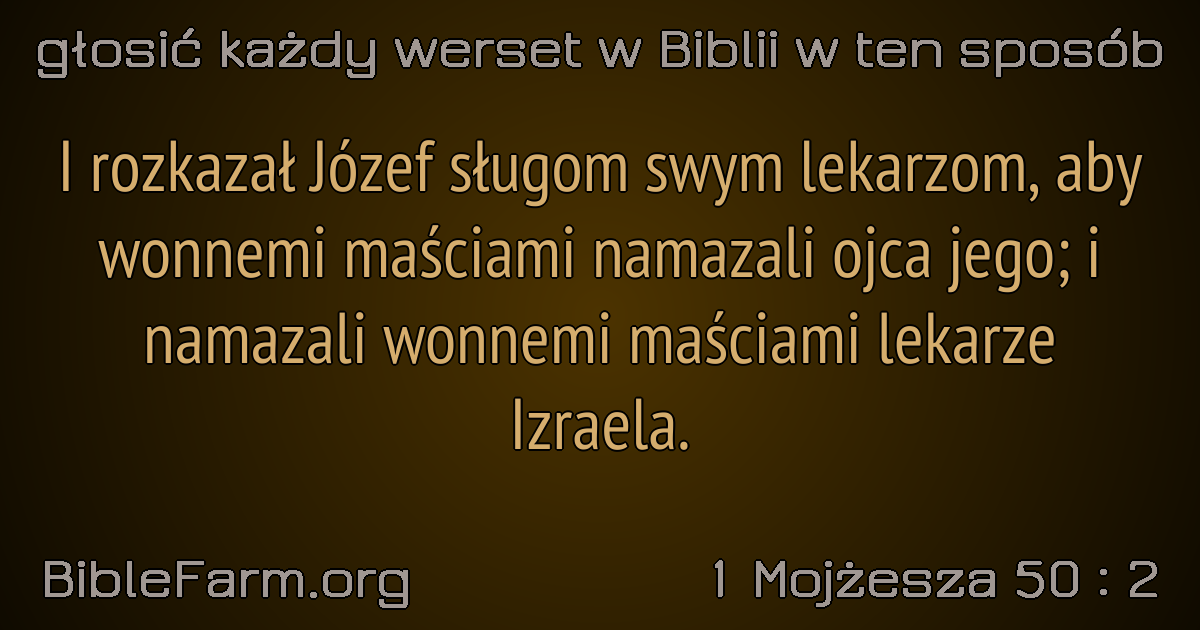 głosić każdy werset w Biblii w ten sposób
I rozkazał Józef sługom swym lekarzom, aby
wonnemi maściami namazali ojca jego; i
namazali wonnemi maściami lekarze
Izraela.
BibleFarm.org
1 Mojżesza 50 : 2